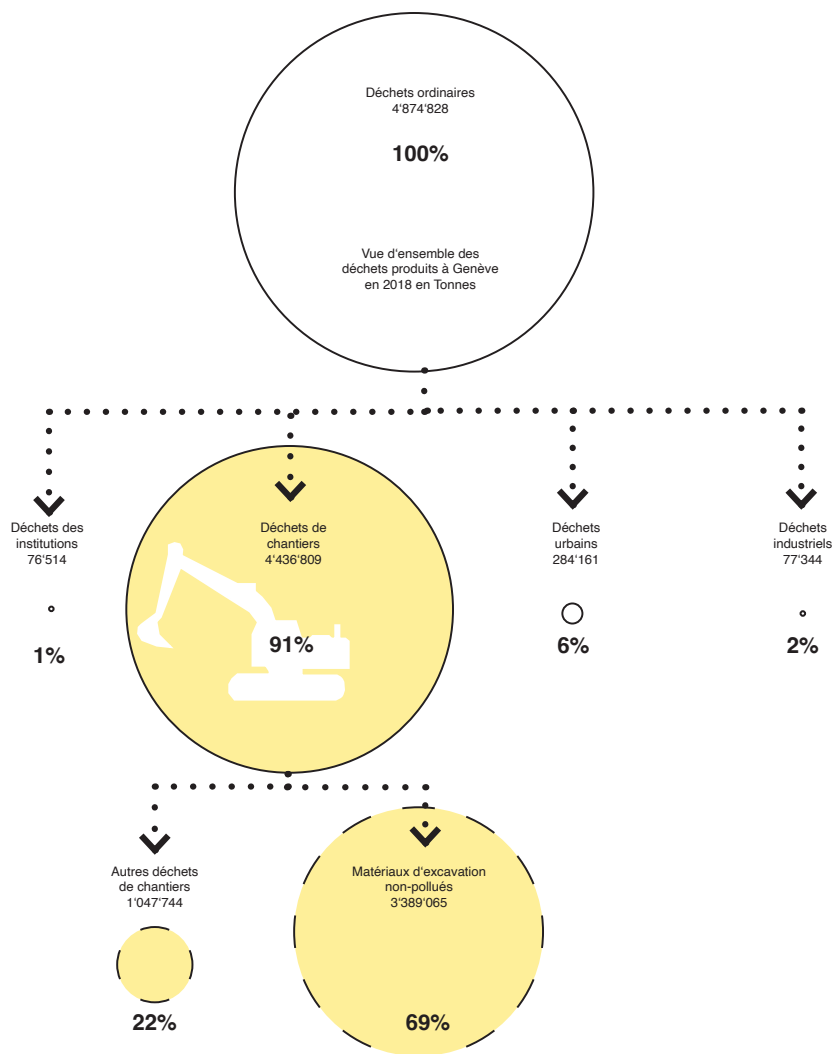 Déchets ordinaires
4‘874‘828
100%
Vue d‘ensemble des
déchets produits à Genève
en 2018 en Tonnes
Déchets des
institutions
76‘514
1%
Déchets de
chantiers
4‘436‘809
91%
Déchets
urbains
284‘161
6%
Déchets
industriels
77‘344
2%
Autres déchets
de chantiers
1‘047‘744
22%
Matériaux d‘excavation
non-pollués
3‘389‘065
69%